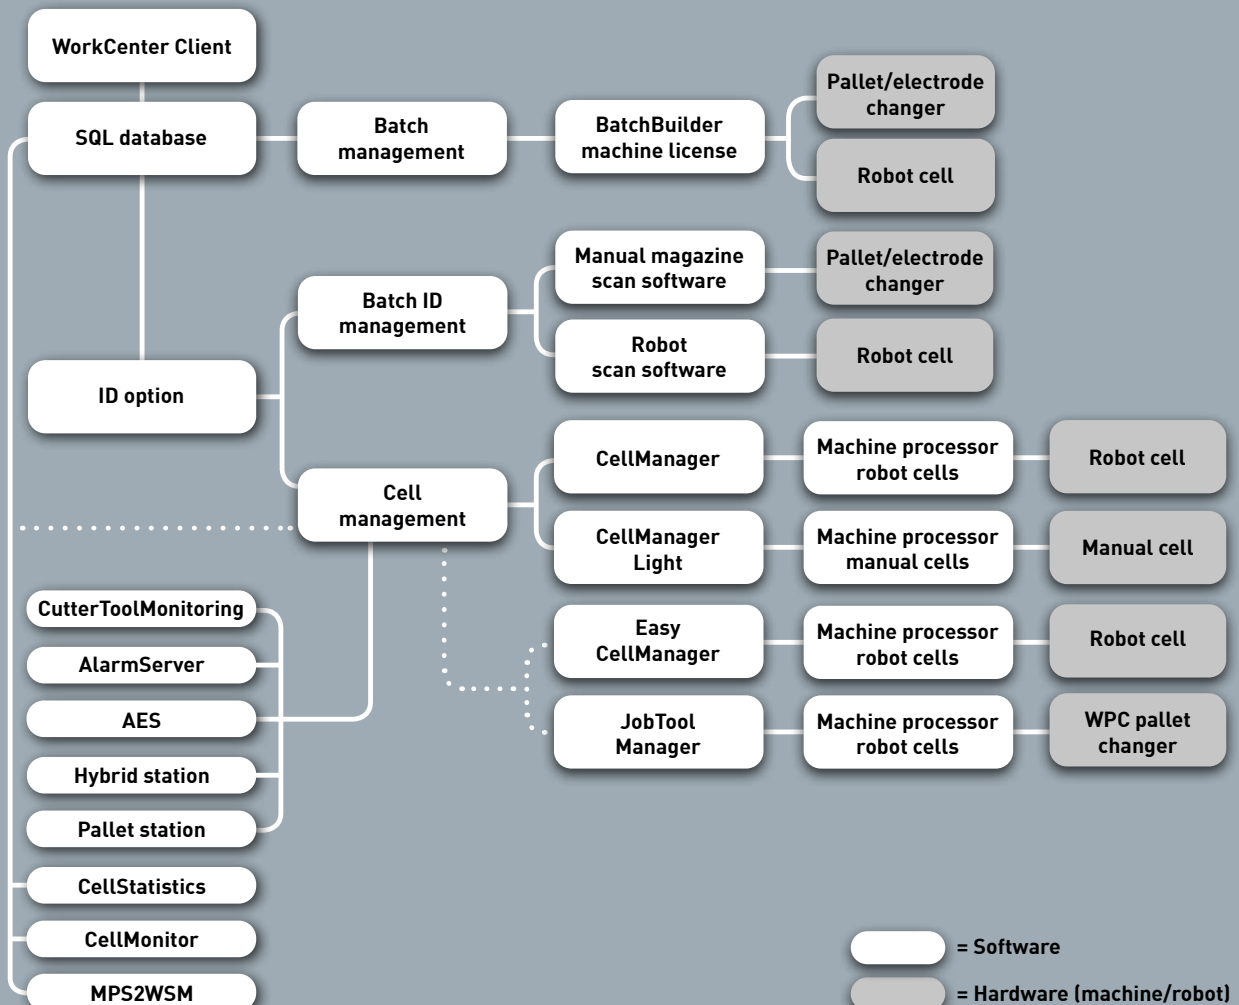 WorkCenter Client
SQL database
Batch
management
BatchBuilder
machine license
Pallet/electrode
changer
Robot cell
ID option
Batch ID
management
Manual magazine
scan software
Pallet/electrode
changer
Robot
scan software
Robot cell
Cell
management
CellManager
Machine processor
robot cells
Robot cell
CellManager
Light
Machine processor
manual cells
Manual cell
Easy
CellManager
Machine processor
robot cells
Robot cell
JobTool
Manager
Machine processor
robot cells
WPC pallet
changer
CutterToolMonitoring
AlarmServer
AES
Hybrid station
Pallet station
CellStatistics
CellMonitor
MPS2WSM
= Software
= Hardware (machine/robot)